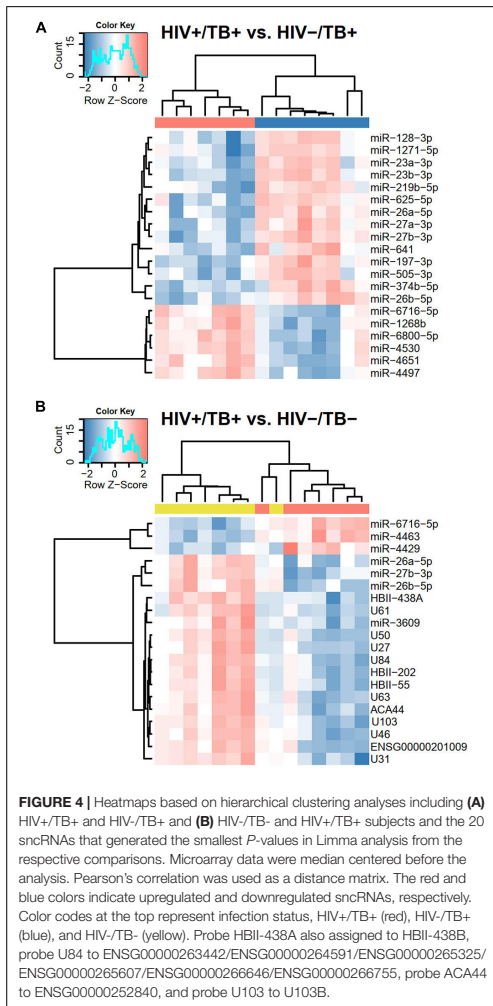 A
Color Key
HIV+/TB+ vs. HIV−/TB+
Count
0
15
−2
0
2
Row Z−Score
miR−128−3p
miR−1271−5p
miR−23a−3p
miR−23b−3p
miR−219b−5p
miR−625−5p
miR−26a−5p
miR−27a−3p
miR−27b−3p
miR−641
miR−197−3p
miR−505−3p
miR−374b−5p
miR−26b−5p
miR−6716−5p
miR−1268b
miR−6800−5p
miR−4530
miR−4651
miR−4497
B
Color Key
HIV+/TB+ vs. HIV−/TB−
Count
0
15
−2
0
2
Row Z−Score
miR−6716−5p
miR−4463
miR−4429
miR−26a−5p
miR−27b−3p
miR−26b−5p
HBII−438A
U61
miR−3609
U50
U27
U84
HBII−202
HBII−55
U63
ACA44
U103
U46
ENSG00000201009
U31
FIGURE 4 | Heatmaps based on hierarchical clustering analyses including (A)
HIV+/TB+ and HIV-/TB+ and (B) HIV-/TB- and HIV+/TB+ subjects and the 20
sncRNAs that generated the smallest P-values in Limma analysis from the
respective comparisons. Microarray data were median centered before the
analysis. Pearson's correlation was used as a distance matrix. The red and
blue colors indicate upregulated and downregulated sncRNAs, respectively.
Color codes at the top represent infection status, HIV+/TB+ (red), HIV-/TB+
(blue), and HIV-/TB- (yellow). Probe HBII-438A also assigned to HBII-438B,
probe U84 to ENSG00000263442/ENSG00000264591/ENSG00000265325/
ENSG00000265607/ENSG00000266646/ENSG00000266755, probe ACA44
to ENSG00000252840, and probe U103 to U103B.